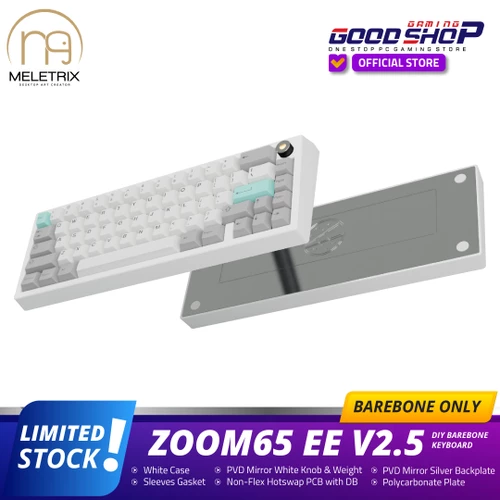 MELETRIX
DESKTOP ART CREATOR
GAMING
GOODSHOP
ONE STOP PC GAMING STORE
OFFICIAL STORE
BAREBONE ONLY
LIMITED
STOCK!
ZOOM65 EE V2.5
DIY BAREBONE
KEYBOARD
• White Case
• PVD Mirror White Knob & Weight
• PVD Mirror Silver Backplate
• Sleeves Gasket
• Non-Flex Hotswap PCB with DB
• Polycarbonate Plate